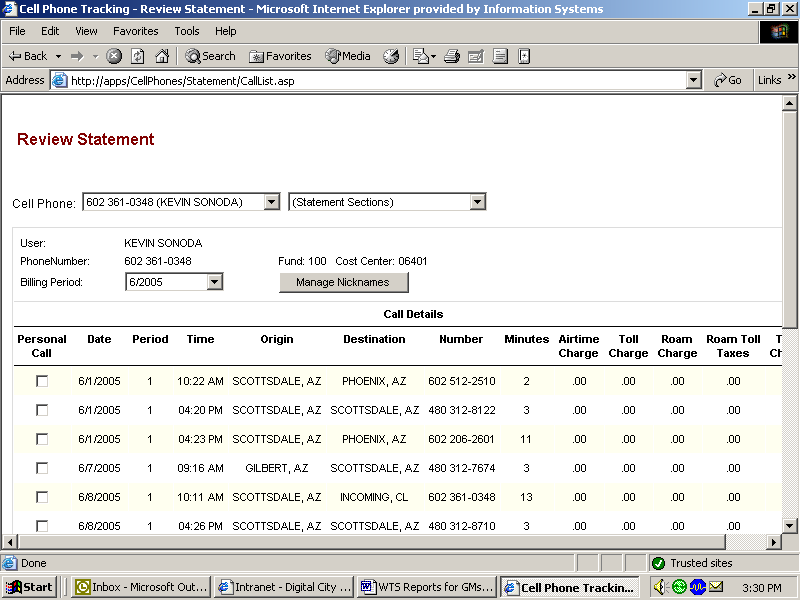 Cell Phone Tracking - Review Statement - Microsoft Internet Explorer provided by Information Systems
File Edit View Favorites Tools Help
Back Search Favorites Media
Address http://apps/CellPhones/Statement/CallList.asp Go Links »
Review Statement
Cell Phone: 602 361-0348 (KEVIN SONODA) (Statement Sections)
User: KEVIN SONODA
PhoneNumber: 602 361-0348 Fund: 100 Cost Center: 06401
Billing Period: 6/2005 Manage Nicknames
Call Details
Personal Date Period Time Origin Destination Number Minutes Airtime Toll Roam Roam Toll T
Call Charge Charge Charge Taxes Ch
6/1/2005 1 10:22 AM SCOTTSDALE, AZ PHOENIX, AZ 602 512-2510 2 .00 .00 .00 .00
6/1/2005 1 04:20 PM SCOTTSDALE, AZ SCOTTSDALE, AZ 480 312-8122 3 .00 .00 .00 .00
6/1/2005 1 04:23 PM SCOTTSDALE, AZ PHOENIX, AZ 602 206-2601 11 .00 .00 .00 .00
6/7/2005 1 09:16 AM GILBERT, AZ SCOTTSDALE, AZ 480 312-7674 3 .00 .00 .00 .00
6/8/2005 1 10:11 AM SCOTTSDALE, AZ INCOMING, CL 602 361-0348 13 .00 .00 .00 .00
6/8/2005 1 04:26 PM SCOTTSDALE, AZ SCOTTSDALE, AZ 480 312-8710 3 .00 .00 .00 .00
Done Trusted sites
Start Inbox - Microsoft Out... Intranet - Digital City ... WTS Reports for GMs... Cell Phone Trackin... 3:30 PM